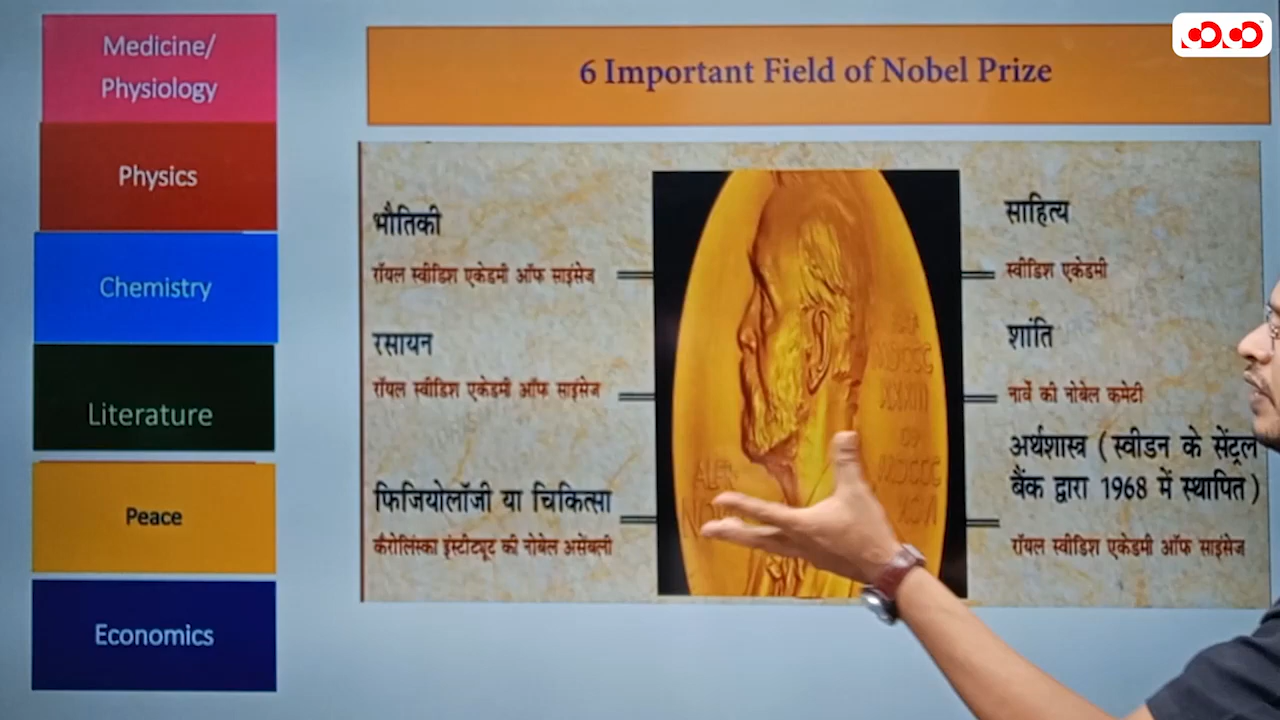 Medicine/
Physiology
Physics
Chemistry
Literature
Peace
Economics
6 Important Field of Nobel Prize
भौतिकी
रॉयल स्वीडिश एकेडमी ऑफ साइंसेज
रसायन
रॉयल स्वीडिश एकेडमी ऑफ साइंसेज
फिजियोलॉजी या चिकित्सा
कैरोलिंस्का इंस्टीट्यूट की नोबेल असेंबली
साहित्य
स्वीडिश एकेडमी
शांति
नार्वे की नोबेल कमेटी
अर्थशास्त्र ( स्वीडन के सेंट्रल
बैंक द्वारा 1968 में स्थापित )
रॉयल स्वीडिश एकेडमी ऑफ साइंसेज